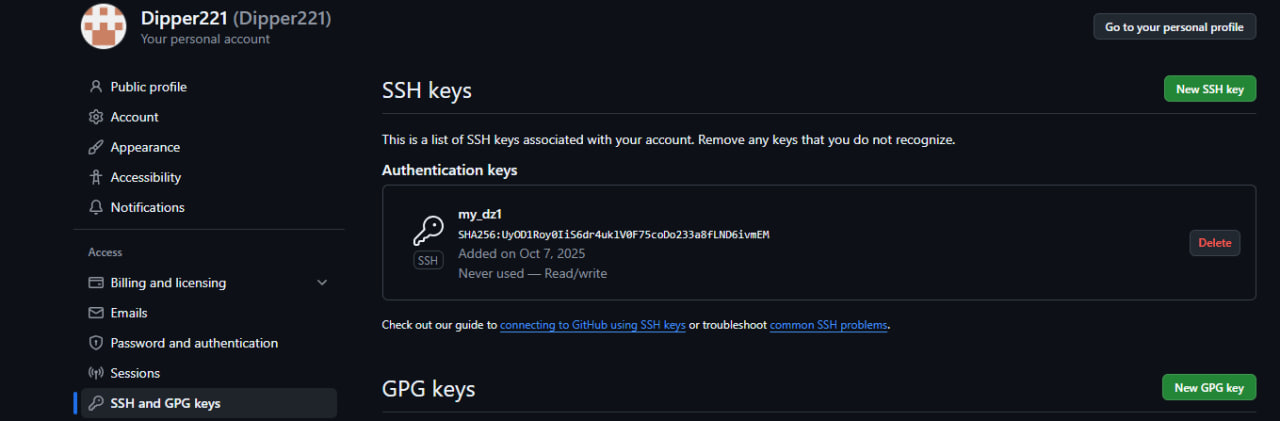 Dipper221 (Dipper221)
Your personal account
Go to your personal profile
Public profile
Account
Appearance
Accessibility
Notifications
Access
Billing and licensing
Emails
Password and authentication
Sessions
SSH and GPG keys
SSH keys
New SSH key
This is a list of SSH keys associated with your account. Remove any keys that you do not recognize.
Authentication keys
my_dz1
SHA256:UyOD1Roy0IiS6dr4uk1V0F75coDo233a8fLND6ivmEM
SSH
Added on Oct 7, 2025
Never used — Read/write
Delete
Check out our guide to connecting to GitHub using SSH keys or troubleshoot common SSH problems.
GPG keys
New GPG key